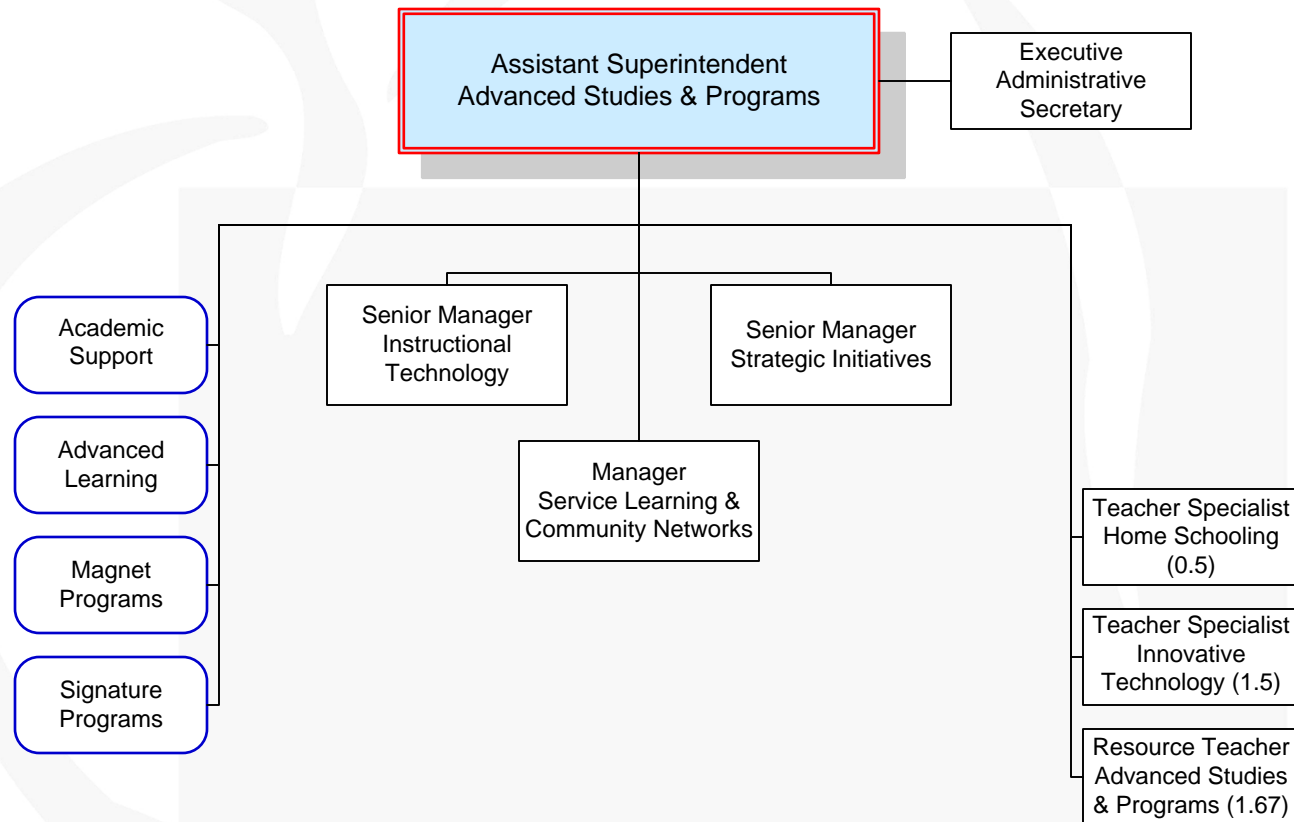 Assistant Superintendent
Advanced Studies & Programs
Executive
Administrative
Secretary
Academic
Support
Advanced
Learning
Magnet
Programs
Signature
Programs
Senior Manager
Instructional
Technology
Senior Manager
Strategic Initiatives
Manager
Service Learning &
Community Networks
Teacher Specialist
Home Schooling
(0.5)
Teacher Specialist
Innovative
Technology (1.5)
Resource Teacher
Advanced Studies
& Programs (1.67)